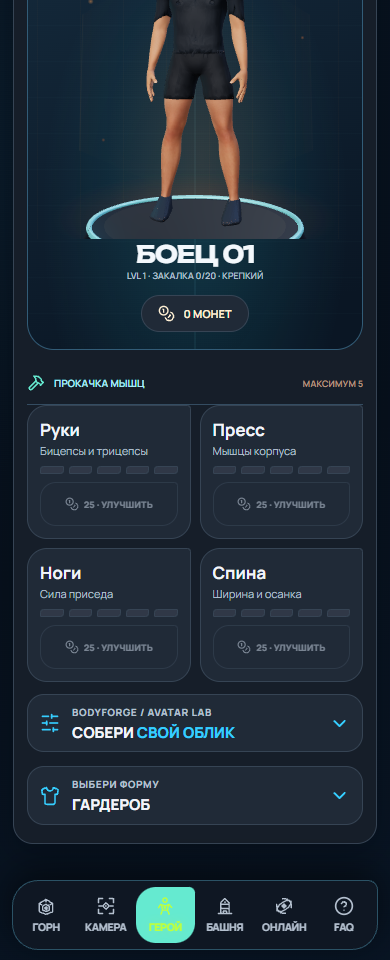 БОЕЦ 01
LVL 1 · ЗАКАЛКА 0/20 · КРЕПКИЙ
0 МОНЕТ
ПРОКАЧКА МЫШЦ
МАКСИМУМ 5
Руки
Бицепсы и трицепсы
25 · УЛУЧШИТЬ
Пресс
Мышцы корпуса
25 · УЛУЧШИТЬ
Ноги
Сила приседа
25 · УЛУЧШИТЬ
Спина
Ширина и осанка
25 · УЛУЧШИТЬ
BODYFORGE / AVATAR LAB
СОБЕРИ СВОЙ ОБЛИК
ВЫБЕРИ ФОРМУ
ГАРДЕРОБ
ГОРН
КАМЕРА
ГЕРОЙ
БАШНЯ
ОНЛАЙН
FAQ